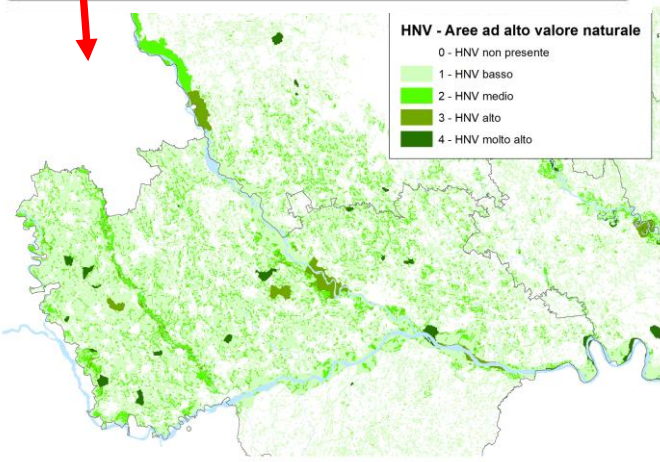 HNV - Aree ad alto valore naturale
0 - HNV non presente
1 - HNV basso
2 - HNV medio
3 - HNV alto
4 - HNV molto alto